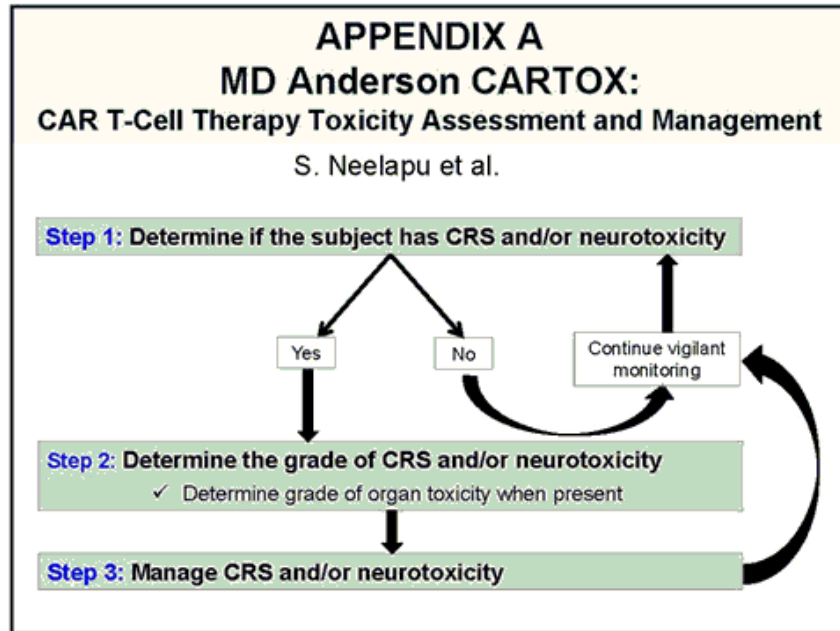 APPENDIX A
MD Anderson CARTOX:
CAR T-Cell Therapy Toxicity Assessment and Management
S. Neelapu et al.
Step 1: Determine if the subject has CRS and/or neurotoxicity
Yes
No
Continue vigilant
monitoring
Step 2: Determine the grade of CRS and/or neurotoxicity
✓ Determine grade of organ toxicity when present
Step 3: Manage CRS and/or neurotoxicity